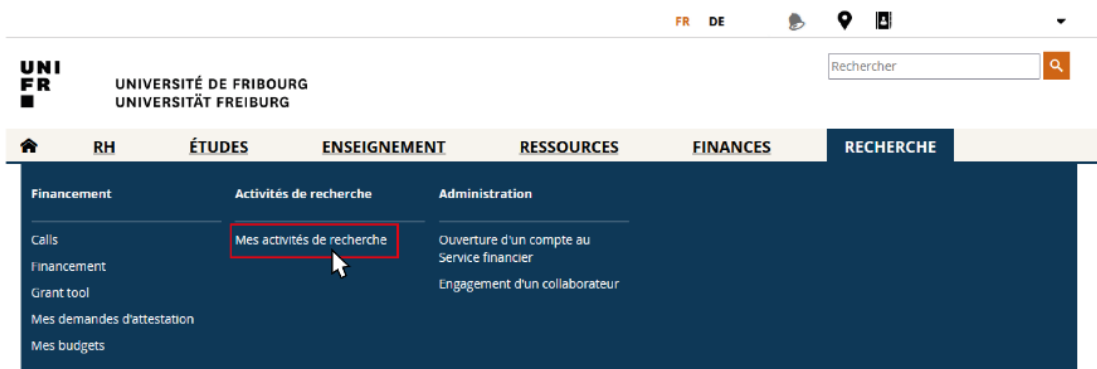 FR DE
UNI
FR
UNIVERSITÉ DE FRIBOURG
UNIVERSITÄT FREIBURG
Rechercher
RH ÉTUDES ENSEIGNEMENT RESSOURCES FINANCES RECHERCHE
Financement
Calls
Financement
Grant tool
Mes demandes d'attestation
Mes budgets
Activités de recherche
Mes activités de recherche
Administration
Ouverture d'un compte au
Service financier
Engagement d'un collaborateur